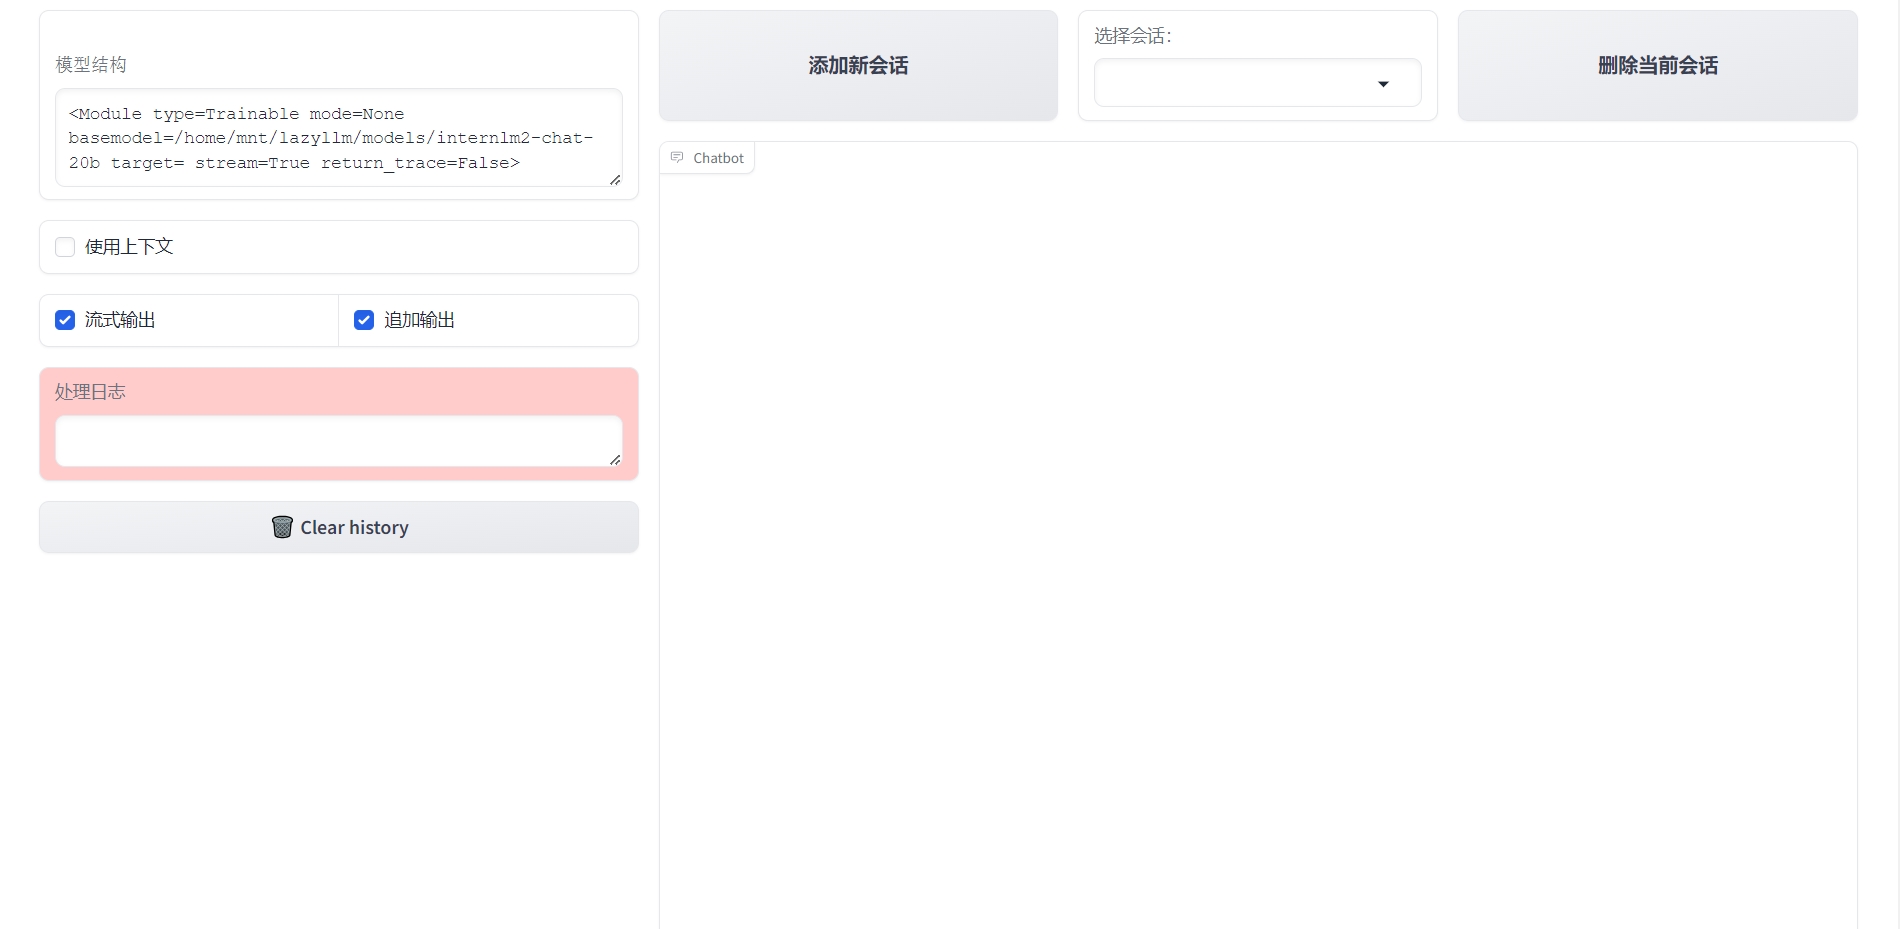 模型结构
<Module type=Trainable mode=None
basemodel=/home/mnt/lazyllm/models/internlm2-chat-
20b target= stream=True return_trace=False>
使用上下文
流式输出
追加输出
处理日志
Clear history
添加新会话
选择会话：
删除当前会话
Chatbot